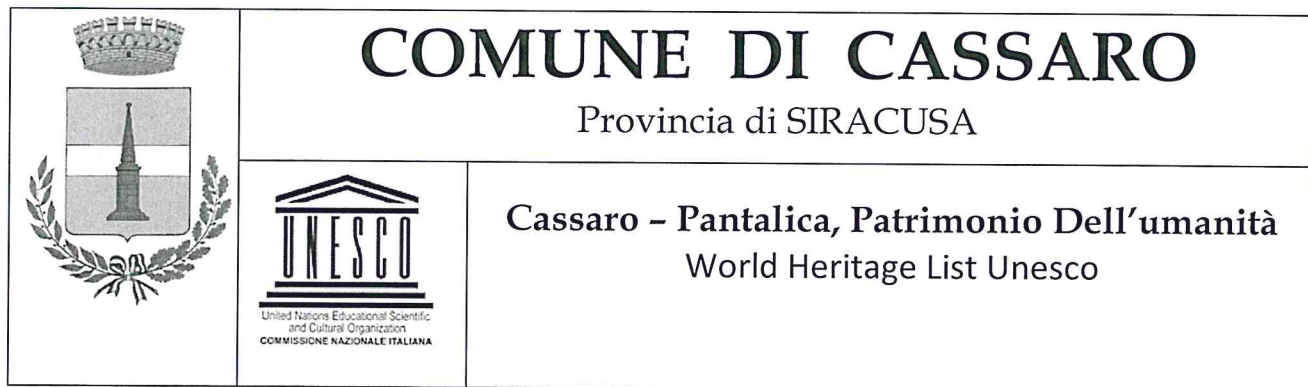 COMUNE DI CASSARO
Provincia di SIRACUSA
UNESCO
United Nations Educational Scientific
and Cultural Organization
COMMISSIONE NAZIONALE ITALIANA
Cassaro – Pantalica, Patrimonio Dell'umanità
World Heritage List Unesco